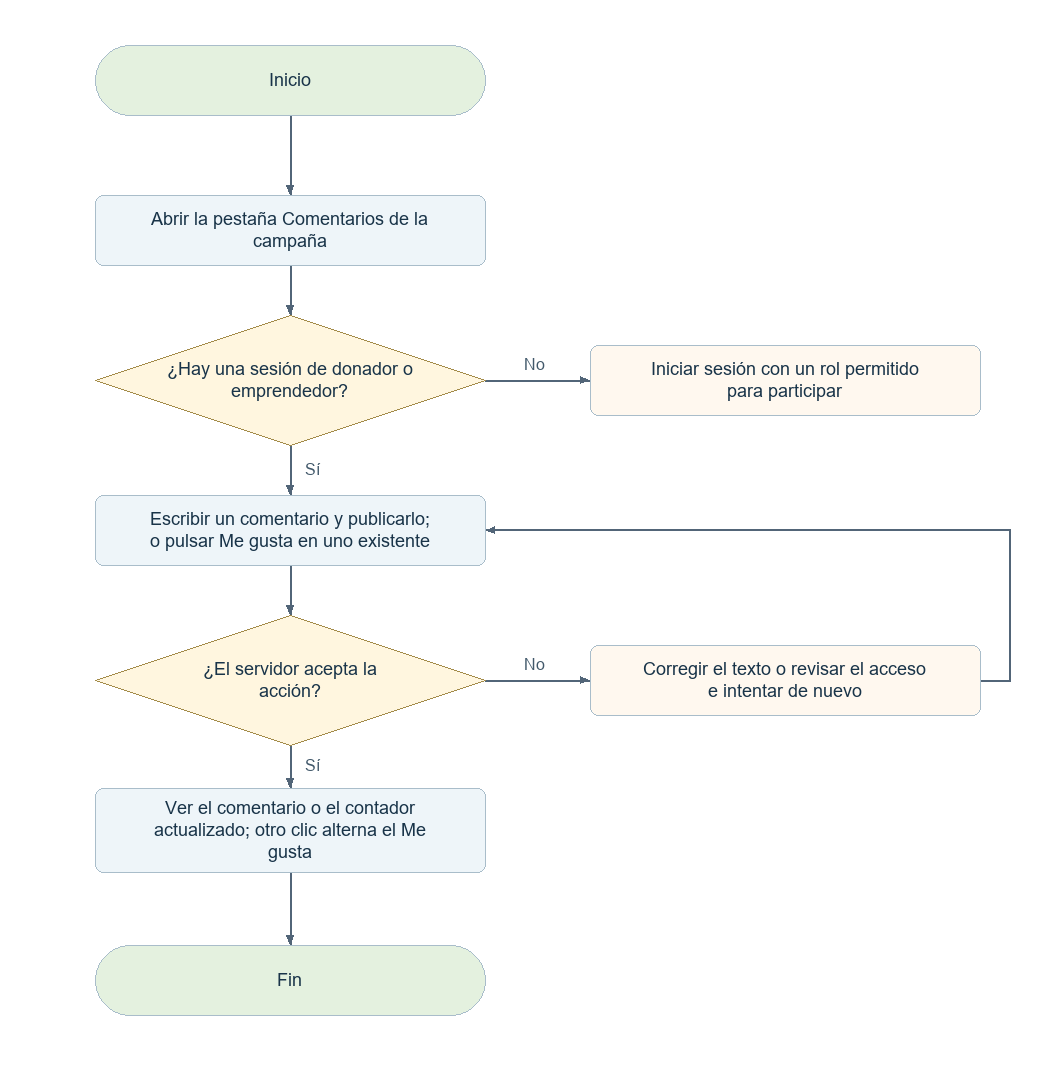 Inicio
Abrir la pestaña Comentarios de la
campaña
¿Hay una sesión de donador o
emprendedor?
No
Iniciar sesión con un rol permitido
para participar
Sí
Escribir un comentario y publicarlo;
o pulsar Me gusta en uno existente
¿El servidor acepta la
acción?
No
Corregir el texto o revisar el acceso
e intentar de nuevo
Sí
Ver el comentario o el contador
actualizado; otro clic alterna el Me
gusta
Fin